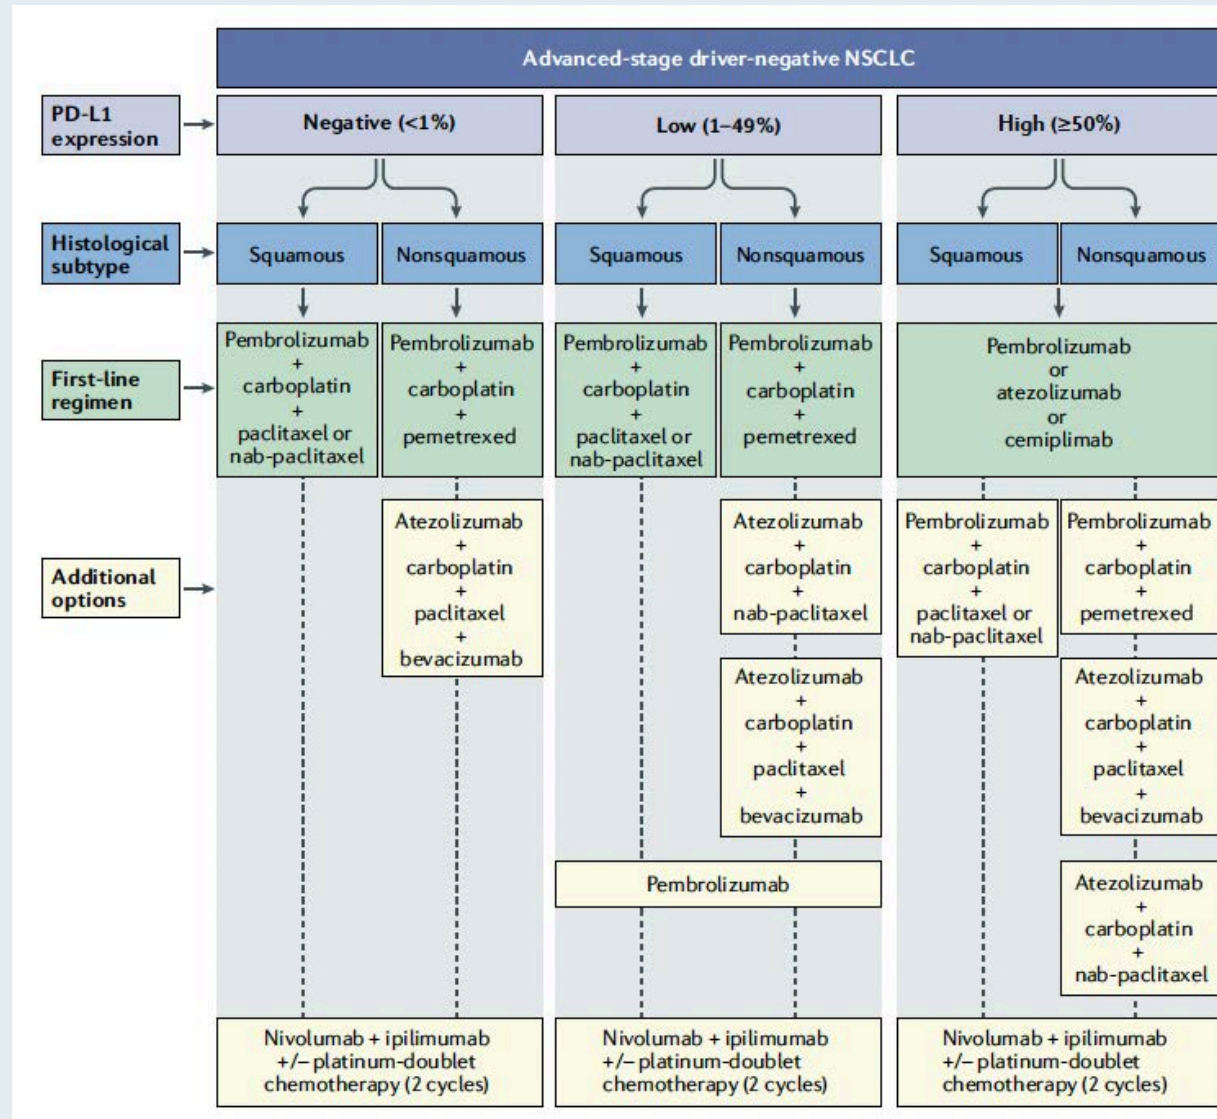 Advanced-stage driver-negative NSCLC
PD-L1
expression
Negative (<1%)
Low (1–49%)
High (≥50%)
Histological
subtype
Squamous
Nonsquamous
Squamous
Nonsquamous
Squamous
Nonsquamous
First-line
regimen
Pembrolizumab
+
carboplatin
+
paclitaxel or
nab-paclitaxel
Pembrolizumab
+
carboplatin
+
pemetrexed
Pembrolizumab
+
carboplatin
+
paclitaxel or
nab-paclitaxel
Pembrolizumab
+
carboplatin
+
pemetrexed
Pembrolizumab
or
atezolizumab
or
cemiplimab
Additional
options
Atezolizumab
+
carboplatin
+
paclitaxel
+
bevacizumab
Atezolizumab
+
carboplatin
+
nab-paclitaxel
Pembrolizumab
+
carboplatin
+
paclitaxel or
nab-paclitaxel
Pembrolizumab
+
carboplatin
+
pemetrexed
Atezolizumab
+
carboplatin
+
paclitaxel
+
bevacizumab
Atezolizumab
+
carboplatin
+
paclitaxel
+
bevacizumab
Pembrolizumab
Atezolizumab
+
carboplatin
+
nab-paclitaxel
Nivolumab + ipilimumab
+/– platinum-doublet
chemotherapy (2 cycles)
Nivolumab + ipilimumab
+/– platinum-doublet
chemotherapy (2 cycles)
Nivolumab + ipilimumab
+/– platinum-doublet
chemotherapy (2 cycles)